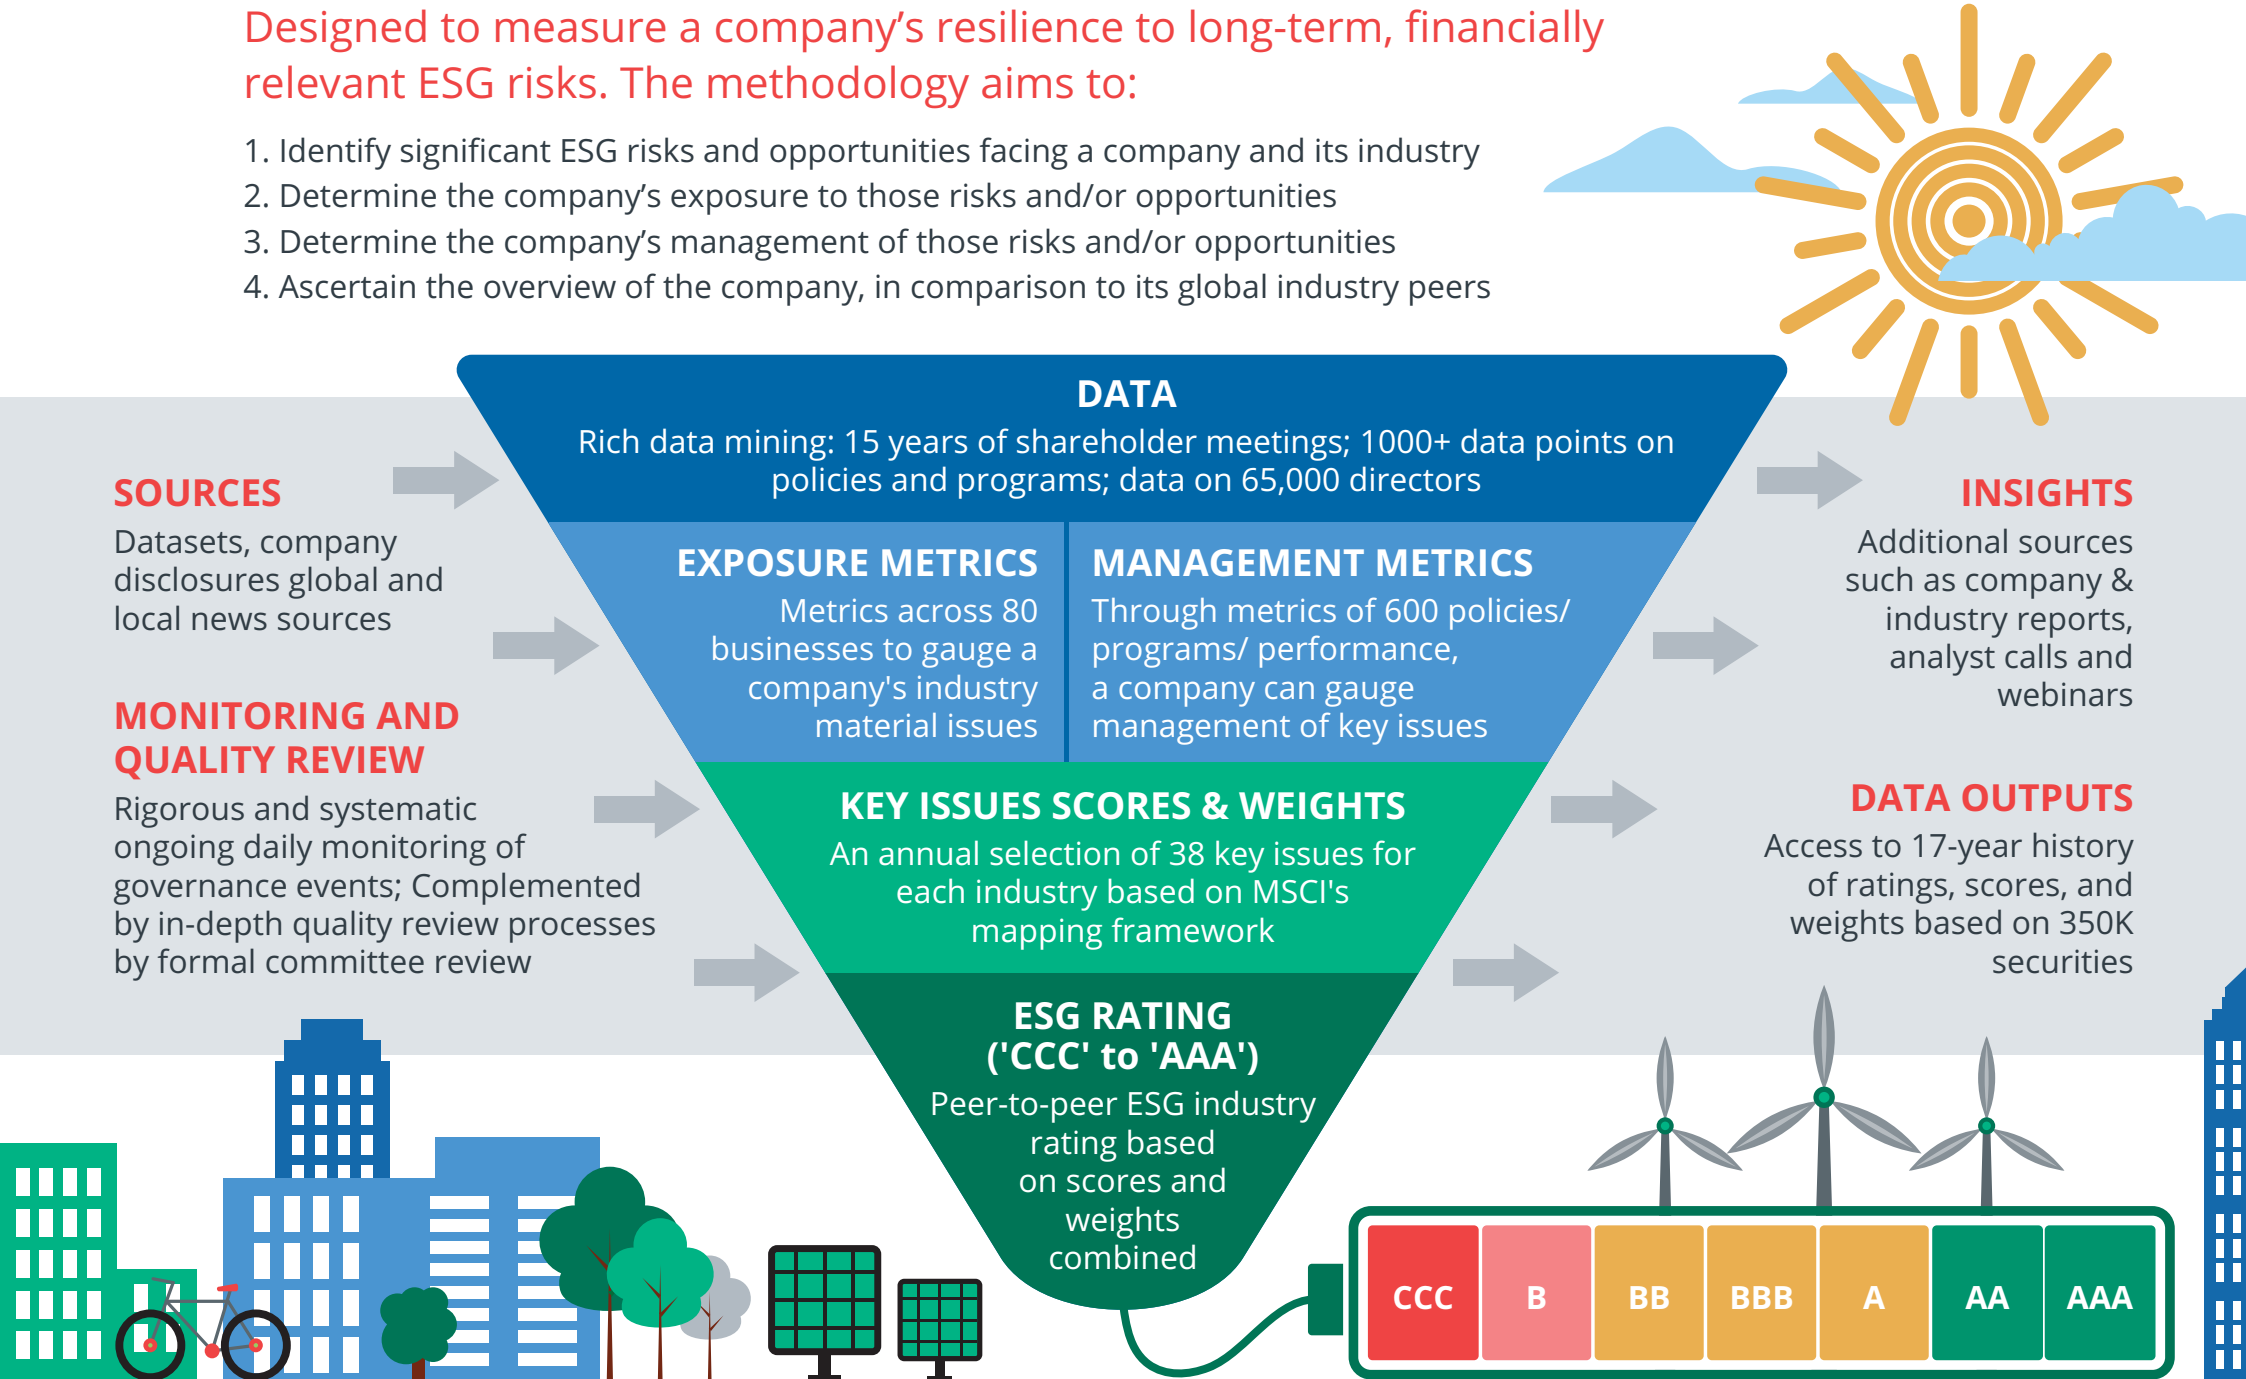 Designed to measure a company’s resilience to long-term, financially
relevant ESG risks. The methodology aims to:
1. Identify significant ESG risks and opportunities facing a company and its industry
2. Determine the company’s exposure to those risks and/or opportunities
3. Determine the company’s management of those risks and/or opportunities
4. Ascertain the overview of the company, in comparison to its global industry peers
SOURCES
Datasets, company
disclosures global and
local news sources
MONITORING AND
QUALITY REVIEW
Rigorous and systematic
ongoing daily monitoring of
governance events; Complemented
by in-depth quality review processes
by formal committee review
DATA
Rich data mining: 15 years of shareholder meetings; 1000+ data points on
policies and programs; data on 65,000 directors
EXPOSURE METRICS
Metrics across 80
businesses to gauge a
company's industry
material issues
MANAGEMENT METRICS
Through metrics of 600 policies/
programs/ performance,
a company can gauge
management of key issues
KEY ISSUES SCORES & WEIGHTS
An annual selection of 38 key issues for
each industry based on MSCI's
mapping framework
ESG RATING
('CCC' to 'AAA')
Peer-to-peer ESG industry
rating based
on scores and
weights
combined
INSIGHTS
Additional sources
such as company &
industry reports,
analyst calls and
webinars
DATA OUTPUTS
Access to 17-year history
of ratings, scores, and
weights based on 350K
securities
CCC B BB BBB A AA AAA